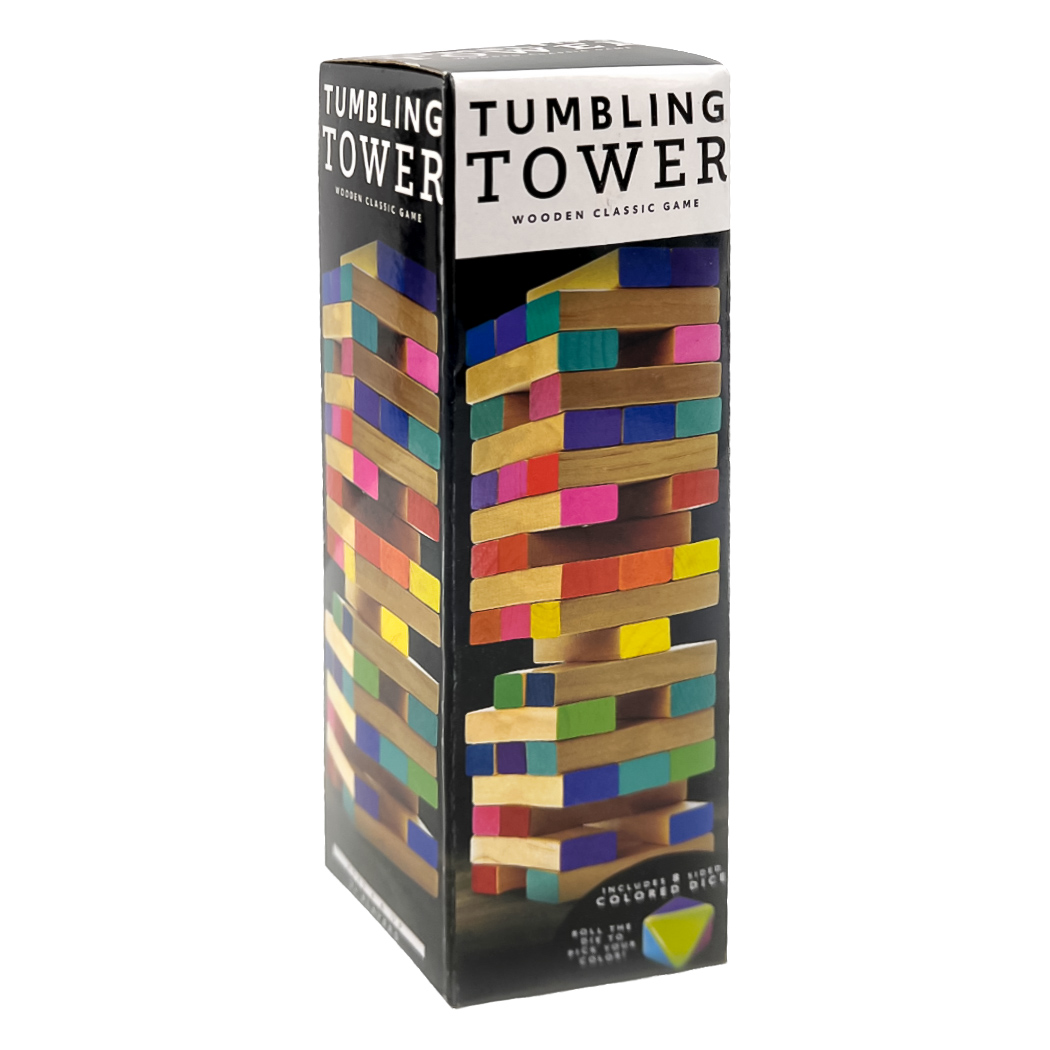 TOWER
TUMBLING
TOWER
WOODEN CLASSIC GAME
TUMBLING
TOWER
WOODEN CLASSIC GAME
INCLUDES 8 SIDED
COLORED DICE
ROLL THE
DIE TO
PICK YOUR
COLOR!